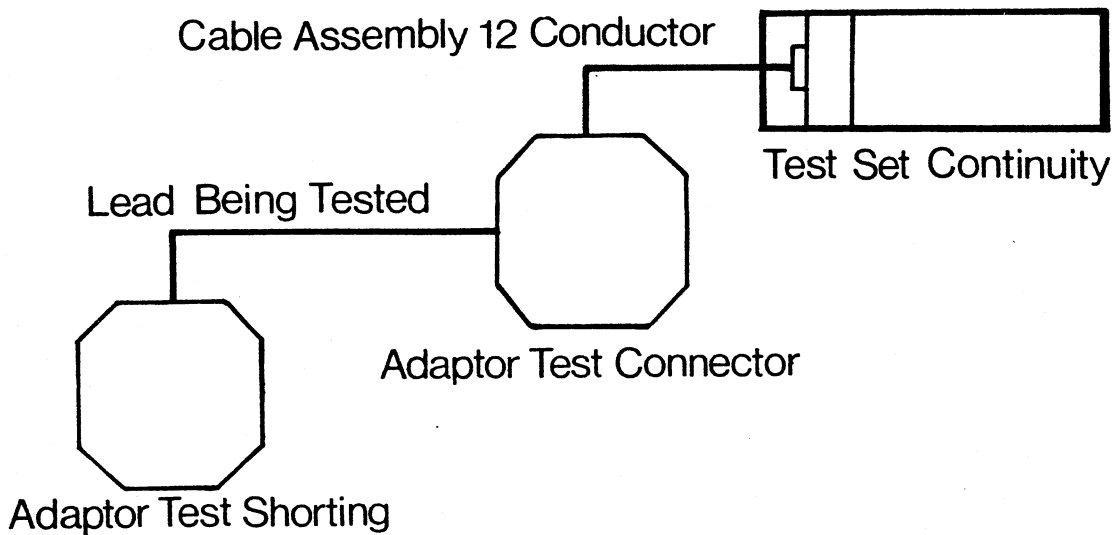 Cable Assembly 12 Conductor
Test Set Continuity
Lead Being Tested
Adaptor Test Connector
Adaptor Test Shorting